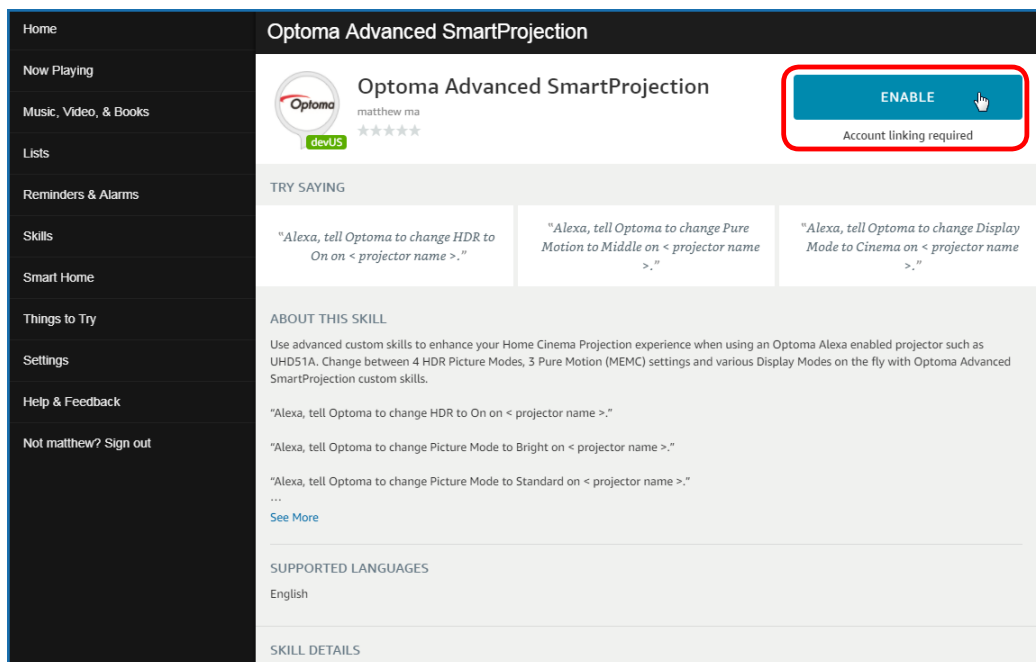 Home
Now Playing
Music, Video, & Books
Lists
Reminders & Alarms
Skills
Smart Home
Things to Try
Settings
Help & Feedback
Not matthew? Sign out
Optoma Advanced SmartProjection
Optoma
devUS
Optoma Advanced SmartProjection
matthew ma
ENABLE
Account linking required
TRY SAYING
"Alexa, tell Optoma to change HDR to
On on < projector name >."
"Alexa, tell Optoma to change Pure
Motion to Middle on < projector name
>."
"Alexa, tell Optoma to change Display
Mode to Cinema on < projector name
>."
ABOUT THIS SKILL
Use advanced custom skills to enhance your Home Cinema Projection experience when using an Optoma Alexa enabled projector such as
UHD51A. Change between 4 HDR Picture Modes, 3 Pure Motion (MEMC) settings and various Display Modes on the fly with Optoma Advanced
SmartProjection custom skills.
"Alexa, tell Optoma to change HDR to On on < projector name >."
"Alexa, tell Optoma to change Picture Mode to Bright on < projector name >."
"Alexa, tell Optoma to change Picture Mode to Standard on < projector name >."
...
See More
SUPPORTED LANGUAGES
English
SKILL DETAILS